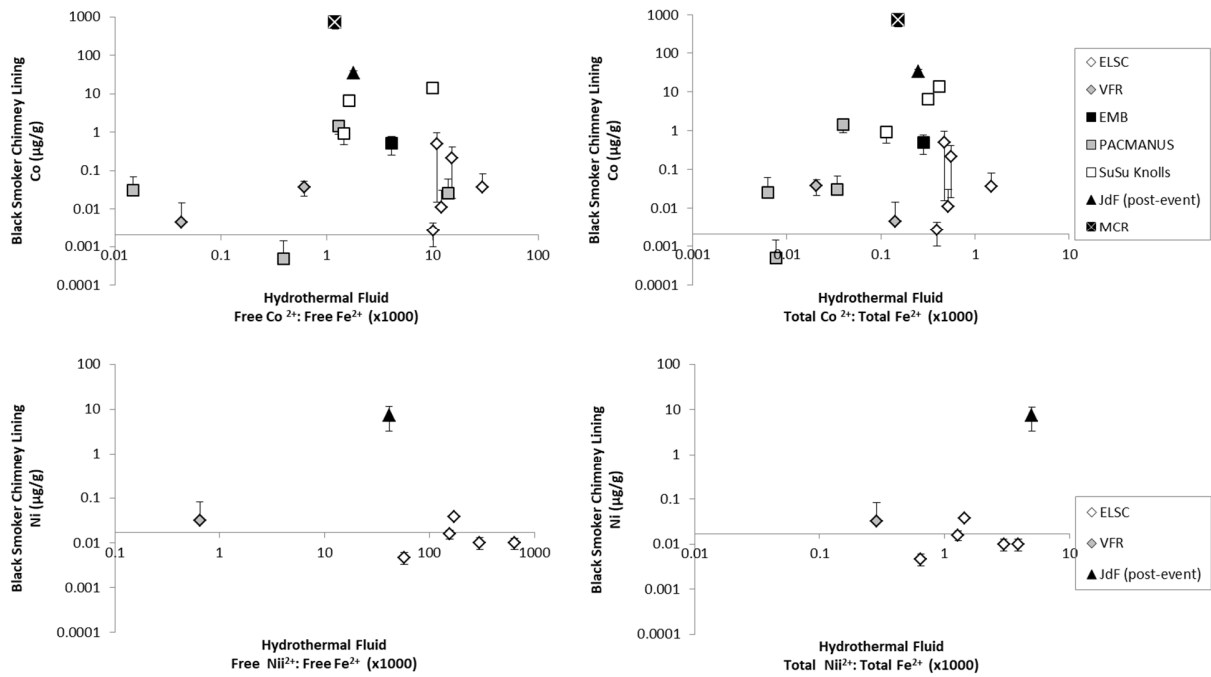 1000
100
10
1
0.1
0.01
0.001
0.0001
0.01
0.1
1
10
100
Black Smoker Chimney Lining
Co (µg/g)
Hydrothermal Fluid
Free Co 2+: Free Fe2+ (x1000)
1000
100
10
1
0.1
0.01
0.001
0.0001
0.001
0.01
0.1
1
10
Black Smoker Chimney Lining
Co (µg/g)
Hydrothermal Fluid
Total Co 2+: Total Fe2+ (x1000)
ELSC
VFR
EMB
PACMANUS
SuSu Knolls
JdF (post-event)
MCR
100
10
1
0.1
0.01
0.001
0.0001
0.1
1
10
100
1000
Black Smoker Chimney Lining
Ni (µg/g)
Hydrothermal Fluid
Free Nii2+: Free Fe2+ (x1000)
100
10
1
0.1
0.01
0.001
0.0001
0.01
0.1
1
10
Black Smoker Chimney Lining
Ni (µg/g)
Hydrothermal Fluid
Total Nii2+: Total Fe2+ (x1000)
ELSC
VFR
JdF (post-event)